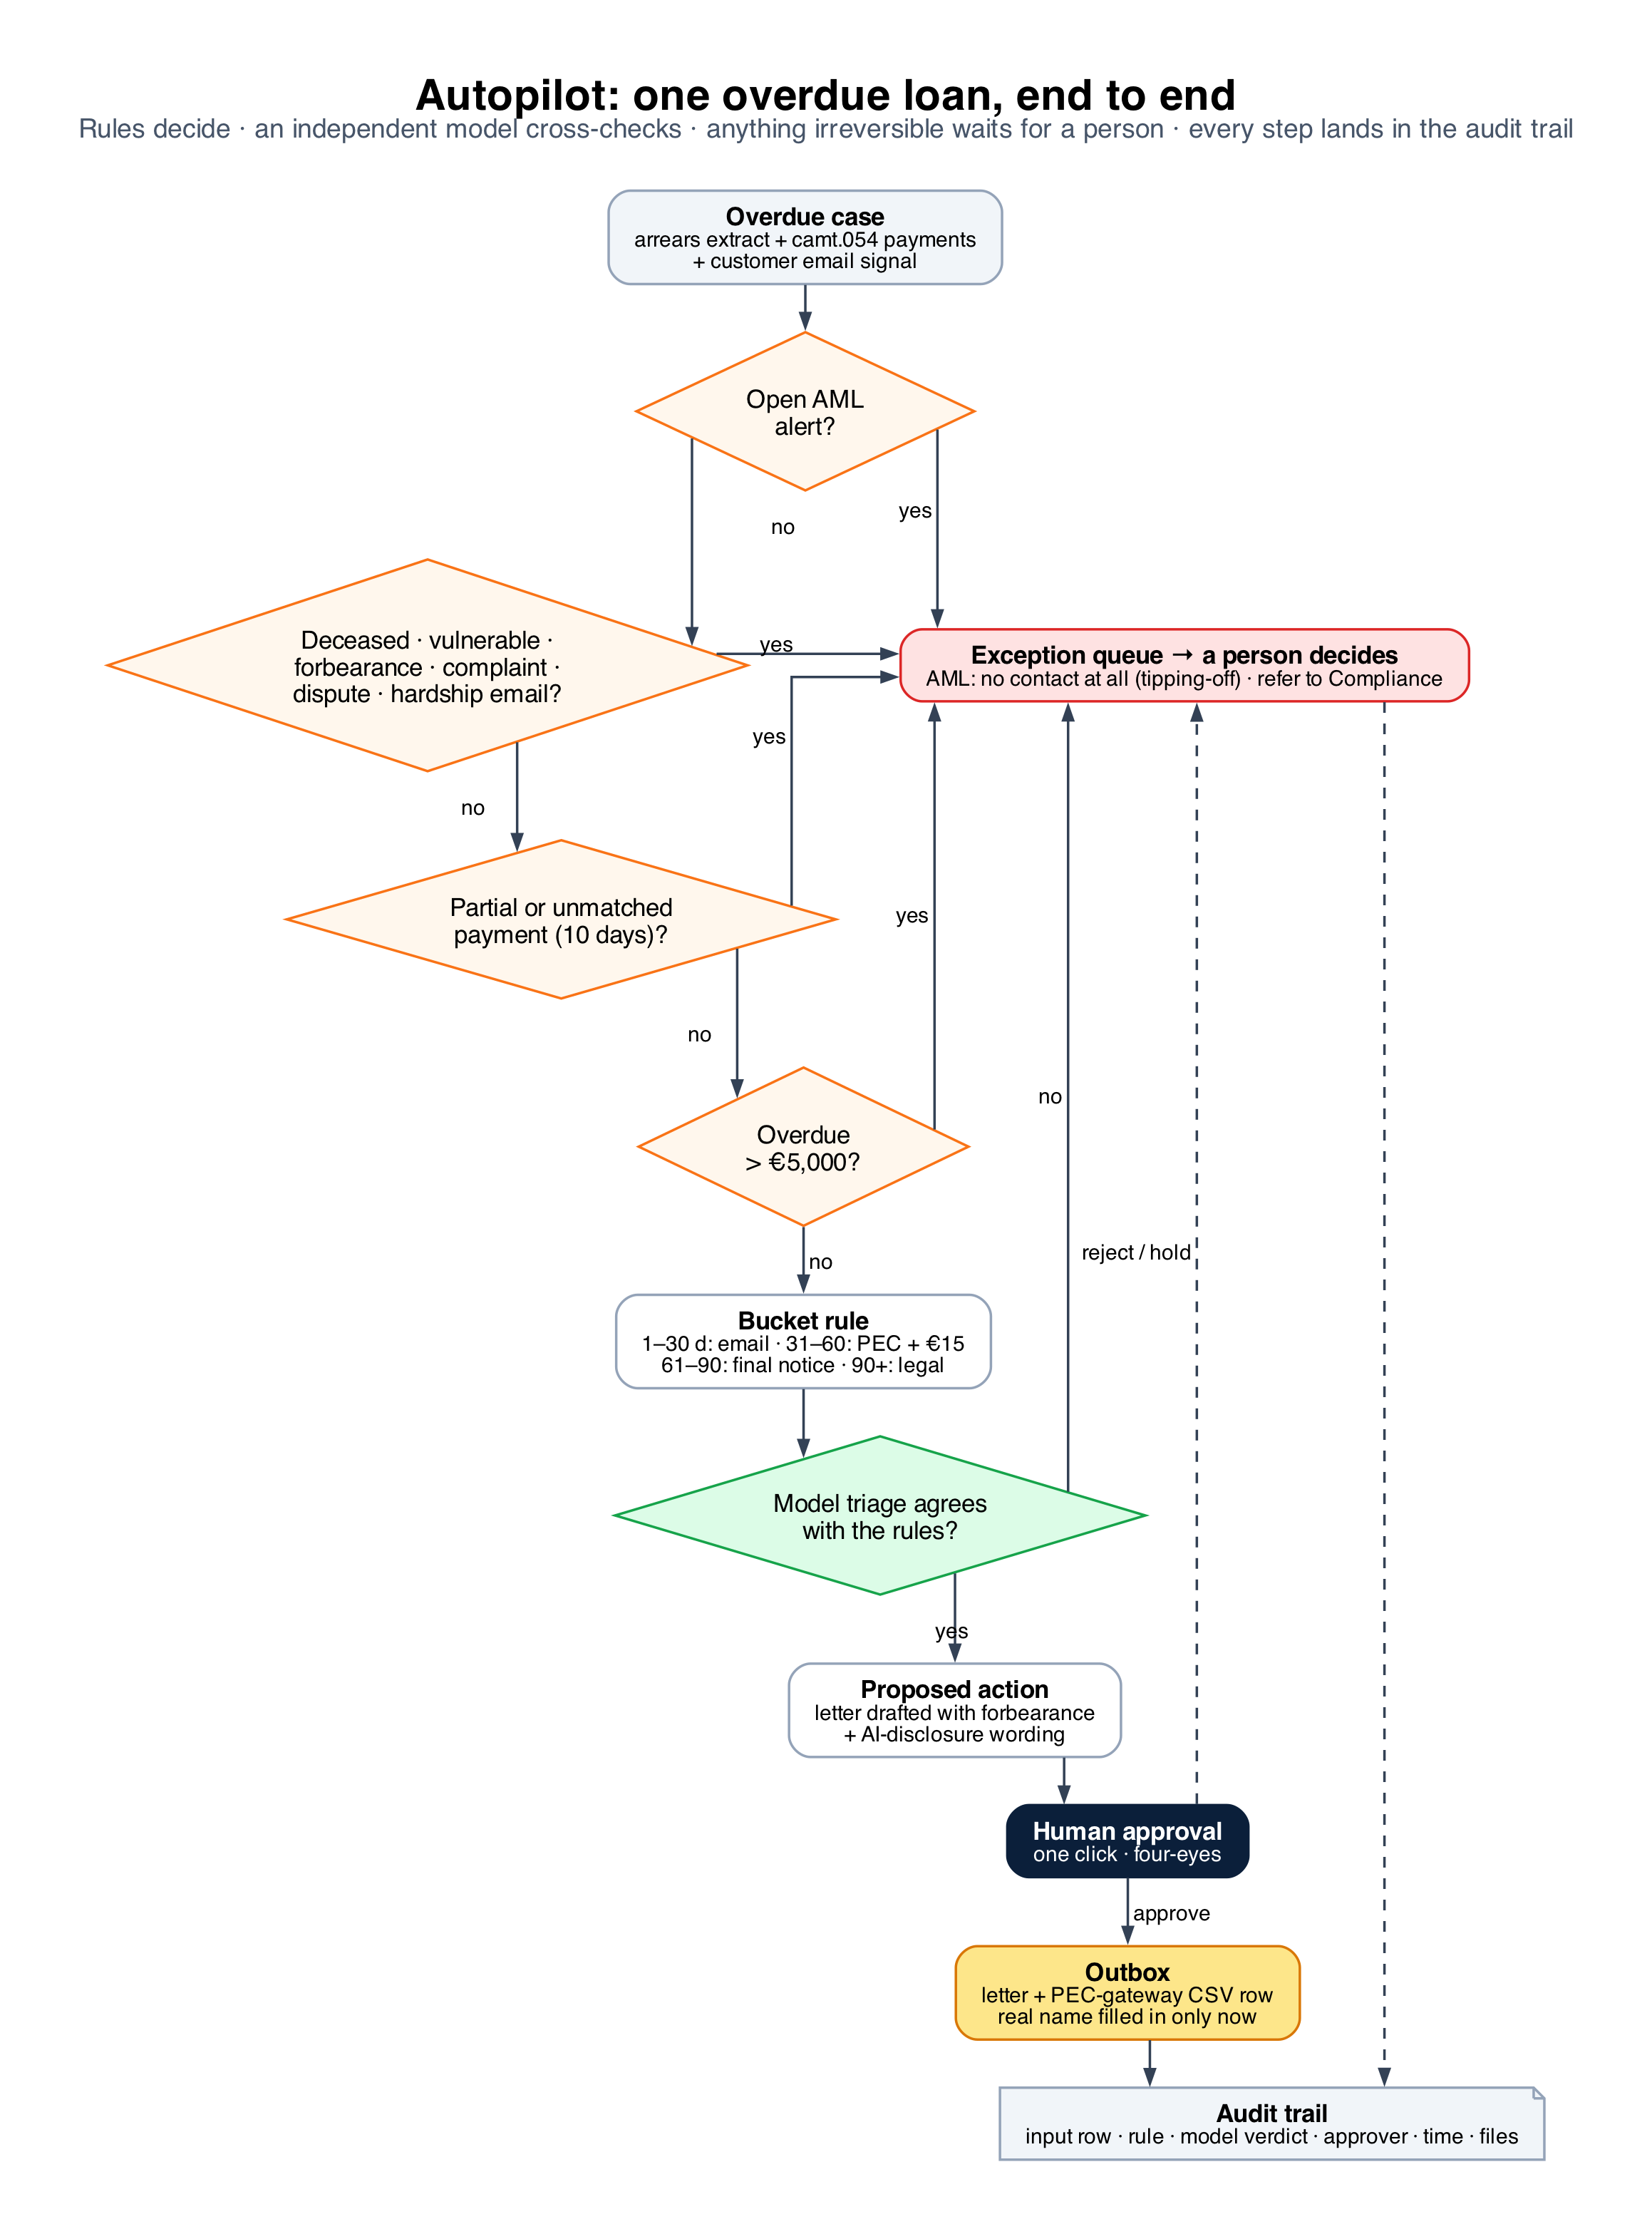 Autopilot: one overdue loan, end to end
Rules decide · an independent model cross-checks · anything irreversible waits for a person · every step lands in the audit trail
Overdue case
arrears extract + camt.054 payments
+ customer email signal
Open AML
alert?
no
yes
Deceased · vulnerable ·
forbearance · complaint ·
dispute · hardship email?
yes
Exception queue → a person decides
AML: no contact at all (tipping-off) · refer to Compliance
yes
no
Partial or unmatched
payment (10 days)?
yes
no
no
Overdue
> €5,000?
reject / hold
no
Bucket rule
1–30 d: email · 31–60: PEC + €15
61–90: final notice · 90+: legal
Model triage agrees
with the rules?
yes
Proposed action
letter drafted with forbearance
+ AI-disclosure wording
Human approval
one click · four-eyes
approve
Outbox
letter + PEC-gateway CSV row
real name filled in only now
Audit trail
input row · rule · model verdict · approver · time · files